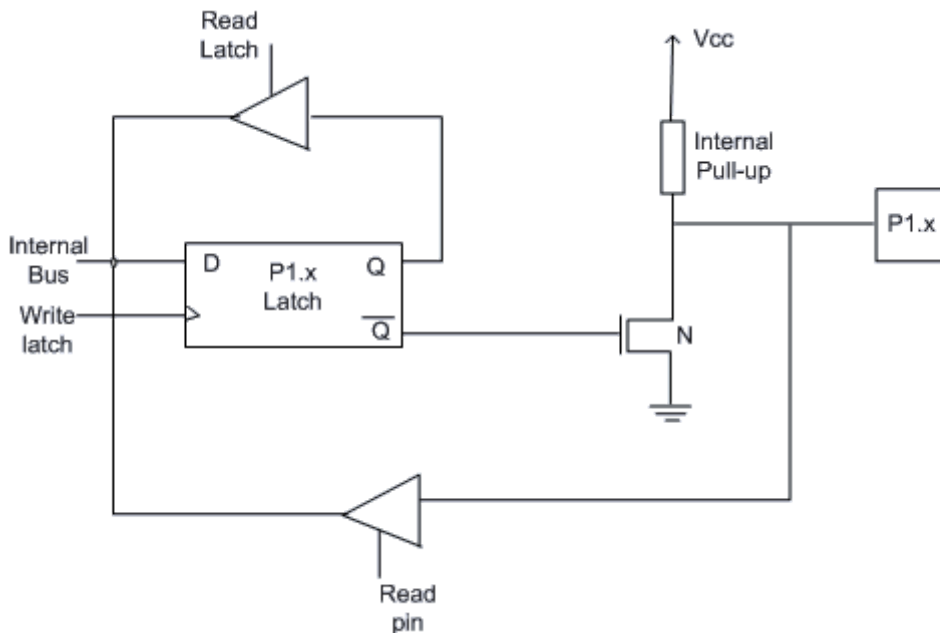 Read
Latch
Vcc
Internal
Pull-up
P1.x
Internal
Bus
D
P1.x
Latch
Q
Write
latch
Q
N
Read
pin